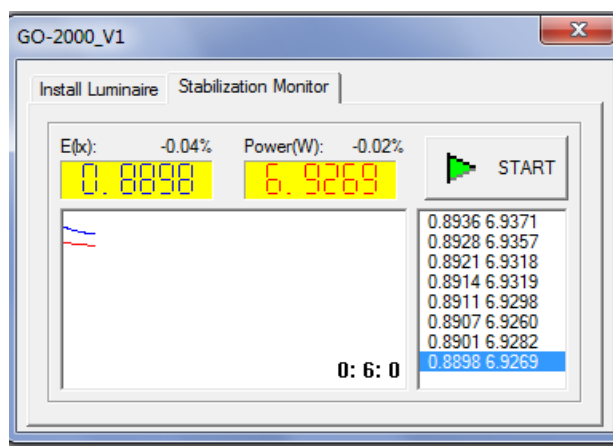 GO-2000_V1
Install Luminaire Stabilization Monitor
E(lx): -0.04% Power(W): -0.02%
0.8898 6.9269 START
0.8936 6.9371
0.8928 6.9357
0.8921 6.9318
0.8914 6.9319
0.8911 6.9298
0.8907 6.9260
0.8901 6.9282
0.8898 6.9269
0: 6: 0